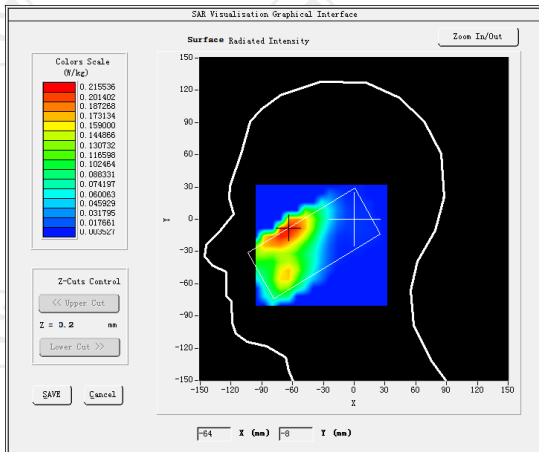 SAR Visualisation Graphical Interface
Surface Radiated Intensity
Zoom In/Out
Colors Scale
(W/kg)
0.215536
0.201402
0.187268
0.173134
0.159000
0.144866
0.130732
0.116598
0.102464
0.088331
0.074197
0.060063
0.045929
0.031795
0.017661
0.003527
Z-Cuts Control
<< Upper Cut
Z = 0.2 mm
Lower Cut >>
SAVE Cancel
150
120
90
60
30
0
-30
-60
-90
-120
-150
Y
-150 -120 -90 -60 -30 0 30 60 90 120 150
X
-64 X (mm) -8 Y (mm)